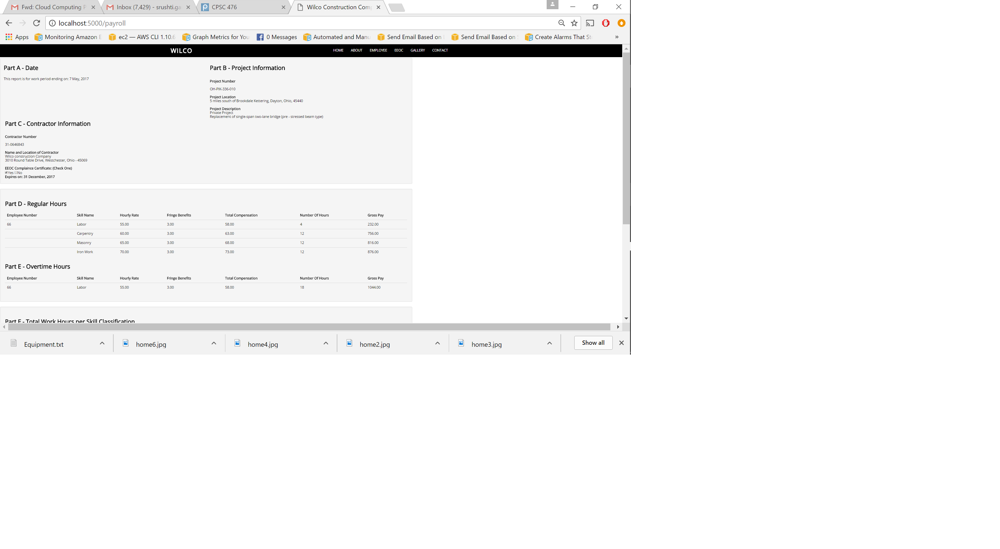 Fwd: Cloud Computing P
Inbox (7,429) - srushti.ga
CPSC 476
Wilco Construction Com
localhost:5000/payroll
Apps
Monitoring Amazon E
ec2 — AWS CLI 1.10.6
Graph Metrics for You
0 Messages
Automated and Manu
Send Email Based on
Send Email Based on
Create Alarms That St
»
WILCO
HOME ABOUT EMPLOYEE EEOC GALLERY CONTACT
Part A - Date
This report is for work period ending on: 7 May, 2017
Part B - Project Information
Project Number
OH-PIK-336-010
Project Location
5 miles south of Brookdale Kettering, Dayton, Ohio, 45440
Project Description
Private Project
Replacement of single-span two-lane bridge (pre - stressed beam type)
Part C - Contractor Information
Contractor Number
31-0646843
Name and Location of Contractor
Wilco construction Company
3010 Round Table Drive, Westchester, Ohio - 45069
EEOC Complaince Certificate: (Check One)
Yes No
Expires on: 31 December, 2017
Part D - Regular Hours
Employee Number Skill Name Hourly Rate Fringe Benefits Total Compensation Number Of Hours Gross Pay
66 Labor 55.00 3.00 58.00 4 232.00
Carpentry 60.00 3.00 63.00 12 756.00
Masonry 65.00 3.00 68.00 12 816.00
Iron Work 70.00 3.00 73.00 12 876.00
Part E - Overtime Hours
Employee Number Skill Name Hourly Rate Fringe Benefits Total Compensation Number Of Hours Gross Pay
66 Labor 55.00 3.00 58.00 18 1044.00
Part F - Total Work Hours per Skill Classification
Equipment.txt
home6.jpg
home4.jpg
home2.jpg
home3.jpg
Show all